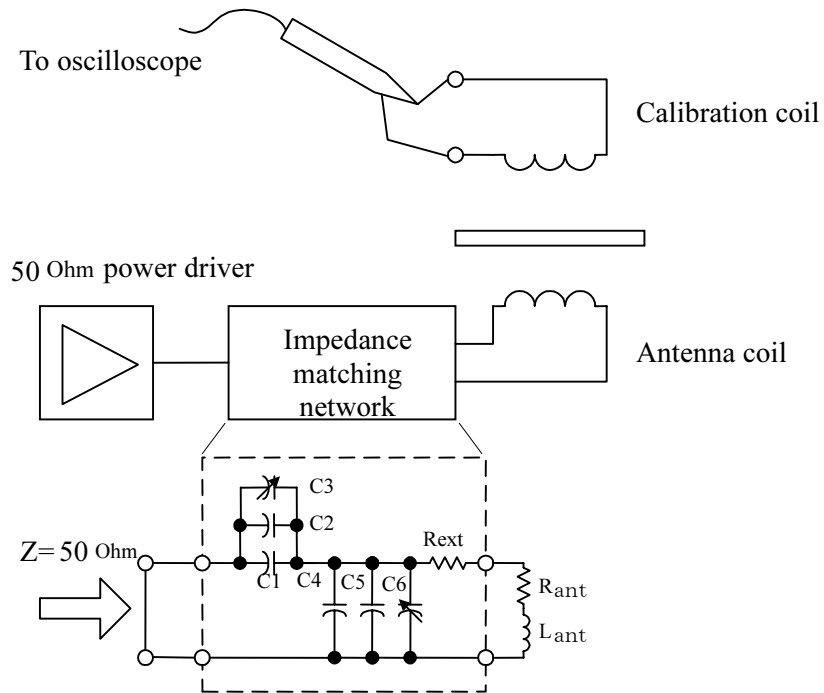 To oscilloscope
Calibration coil
50 Ohm power driver
Impedance
matching
network
Antenna coil
C3
C2
Z= 50 Ohm
C1 C4 C5 C6
Rext
Rant
Lant